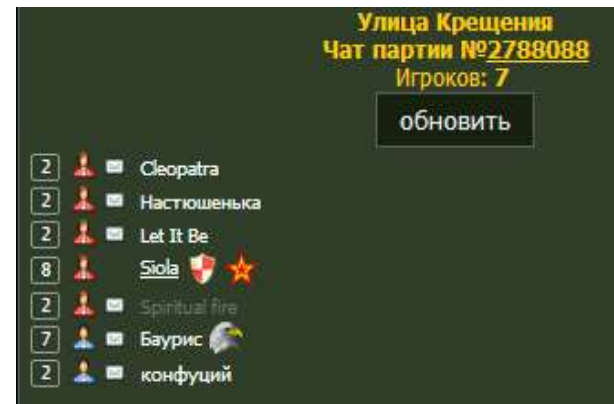 Улица Крещения
Чат партии №2788088
Игроков: 7
обновить
2 Cleopatra
2 Настюшенька
2 Let It Be
8 Siola
2 Spiritual fire
7 Баурис
2 конфуций